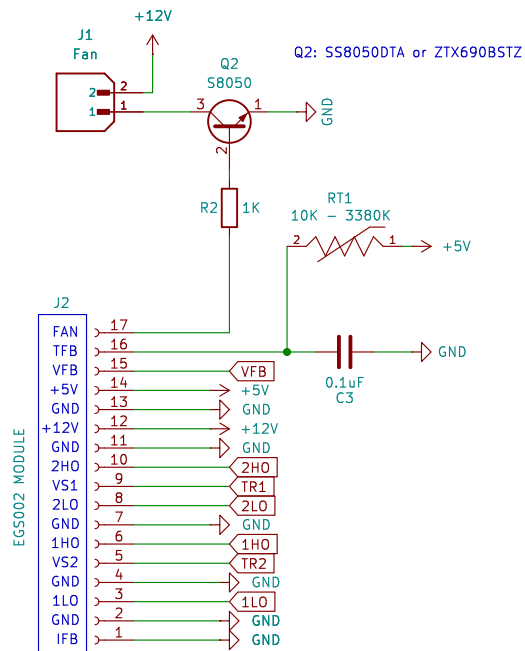 +12V
J1
Fan
2 2
1 1
Q2
S8050
3 1
2
GND
Q2: SS8050DTA or ZTX690BSTZ
R2 1K
RT1
10K - 3380K
2 1
+5V
GND
0.1uF
C3
J2
EGS002 MODULE
FAN 17
TFB 16
VFB 15 VFB
+5V 14 +5V
GND 13 GND
+12V 12 +12V
GND 11 GND
2HO 10 2HO
VS1 9 TR1
2LO 8 2LO
GND 7 GND
1HO 6 1HO
VS2 5 TR2
GND 4 GND
1LO 3 1LO
GND 2 GND
IFB 1 GND